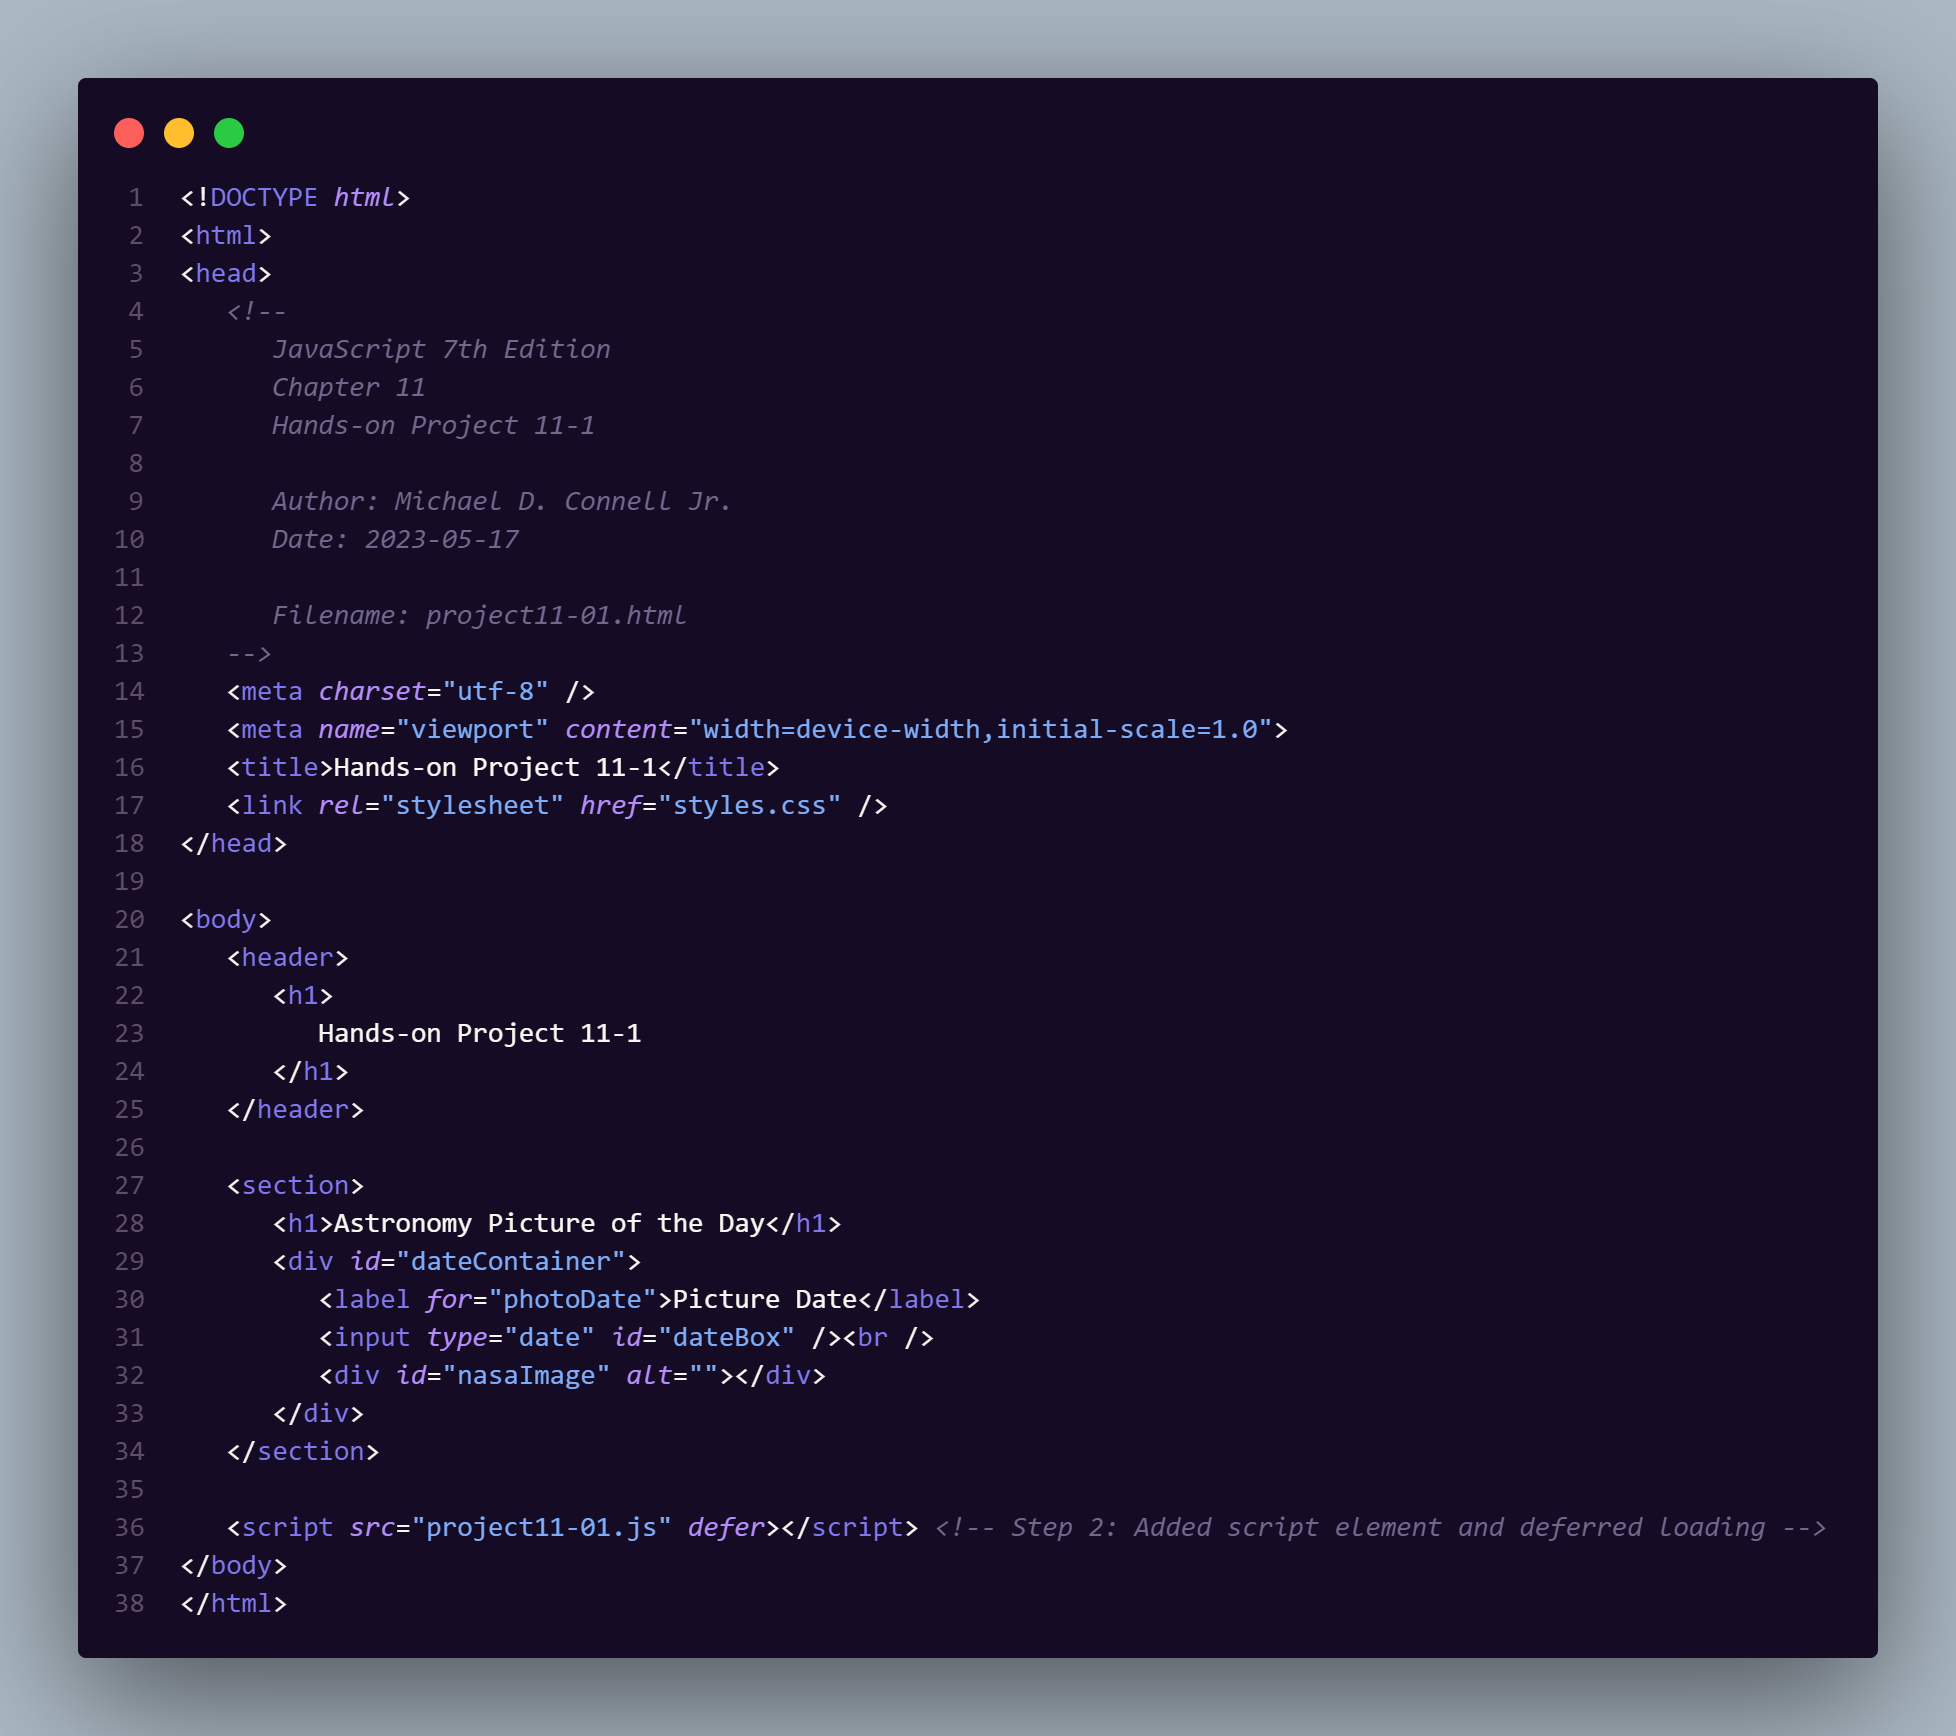 1 <!DOCTYPE html>
2 <html>
3 <head>
4    <!--
5       JavaScript 7th Edition
6       Chapter 11
7       Hands-on Project 11-1
8
9       Author: Michael D. Connell Jr.
10       Date: 2023-05-17
11
12       Filename: project11-01.html
13    -->
14    <meta charset="utf-8" />
15    <meta name="viewport" content="width=device-width,initial-scale=1.0">
16    <title>Hands-on Project 11-1</title>
17    <link rel="stylesheet" href="styles.css" />
18 </head>
19
20 <body>
21    <header>
22       <h1>
23          Hands-on Project 11-1
24       </h1>
25    </header>
26
27    <section>
28       <h1>Astronomy Picture of the Day</h1>
29       <div id="dateContainer">
30          <label for="photoDate">Picture Date</label>
31          <input type="date" id="dateBox" /><br />
32          <div id="nasaImage" alt=""></div>
33       </div>
34    </section>
35
36    <script src="project11-01.js" defer></script> <!-- Step 2: Added script element and deferred loading -->
37 </body>
38 </html>